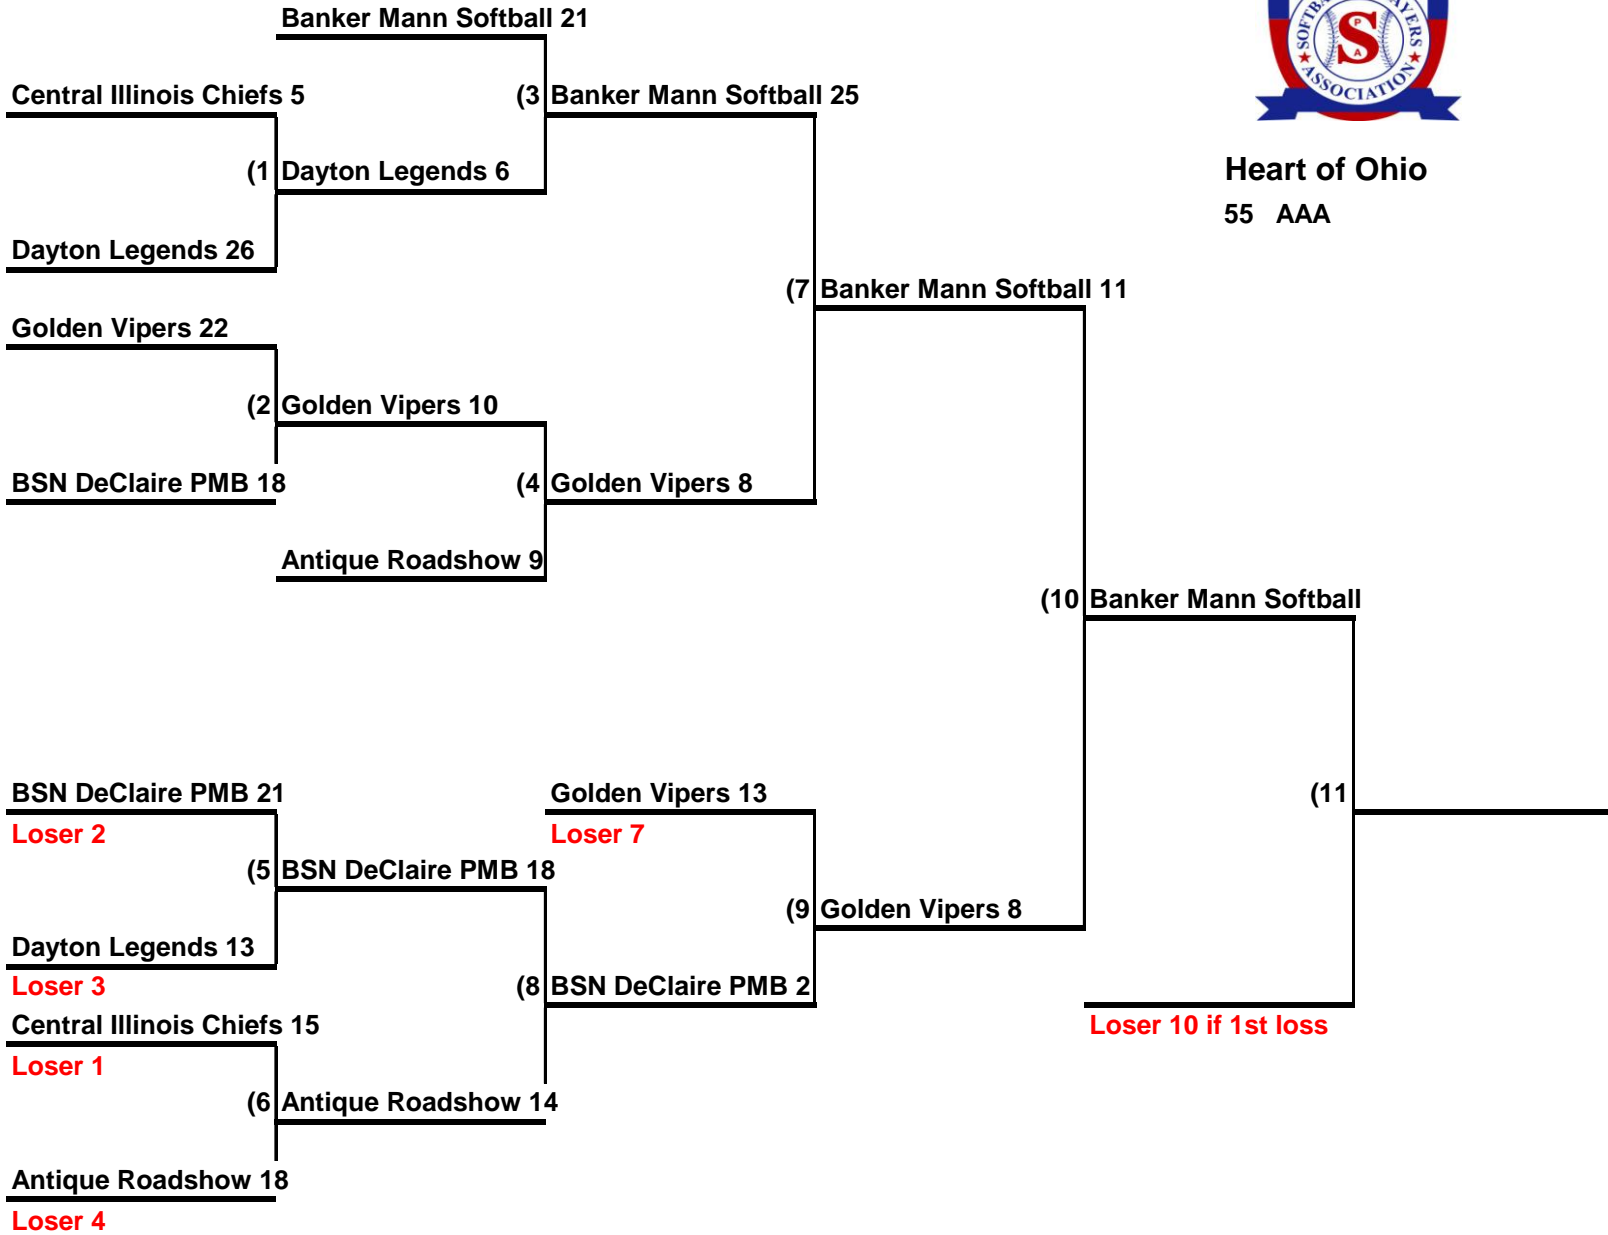 Banker Mann Softball 21
Central Illinois Chiefs 5
(3 Banker Mann Softball 25
(1 Dayton Legends 6
Dayton Legends 26
(7 Banker Mann Softball 11
Golden Vipers 22
(2 Golden Vipers 10
BSN DeClaire PMB 18
(4 Golden Vipers 8
Antique Roadshow 9
(10 Banker Mann Softball
BSN DeClaire PMB 21
Loser 2
Golden Vipers 13
Loser 7
(11
(5 BSN DeClaire PMB 18
(9 Golden Vipers 8
Dayton Legends 13
Loser 3
(8 BSN DeClaire PMB 2
Central Illinois Chiefs 15
Loser 1
Loser 10 if 1st loss
(6 Antique Roadshow 14
Antique Roadshow 18
Loser 4
S
P
A
ASSOCIATION
Heart of Ohio
55 AAA